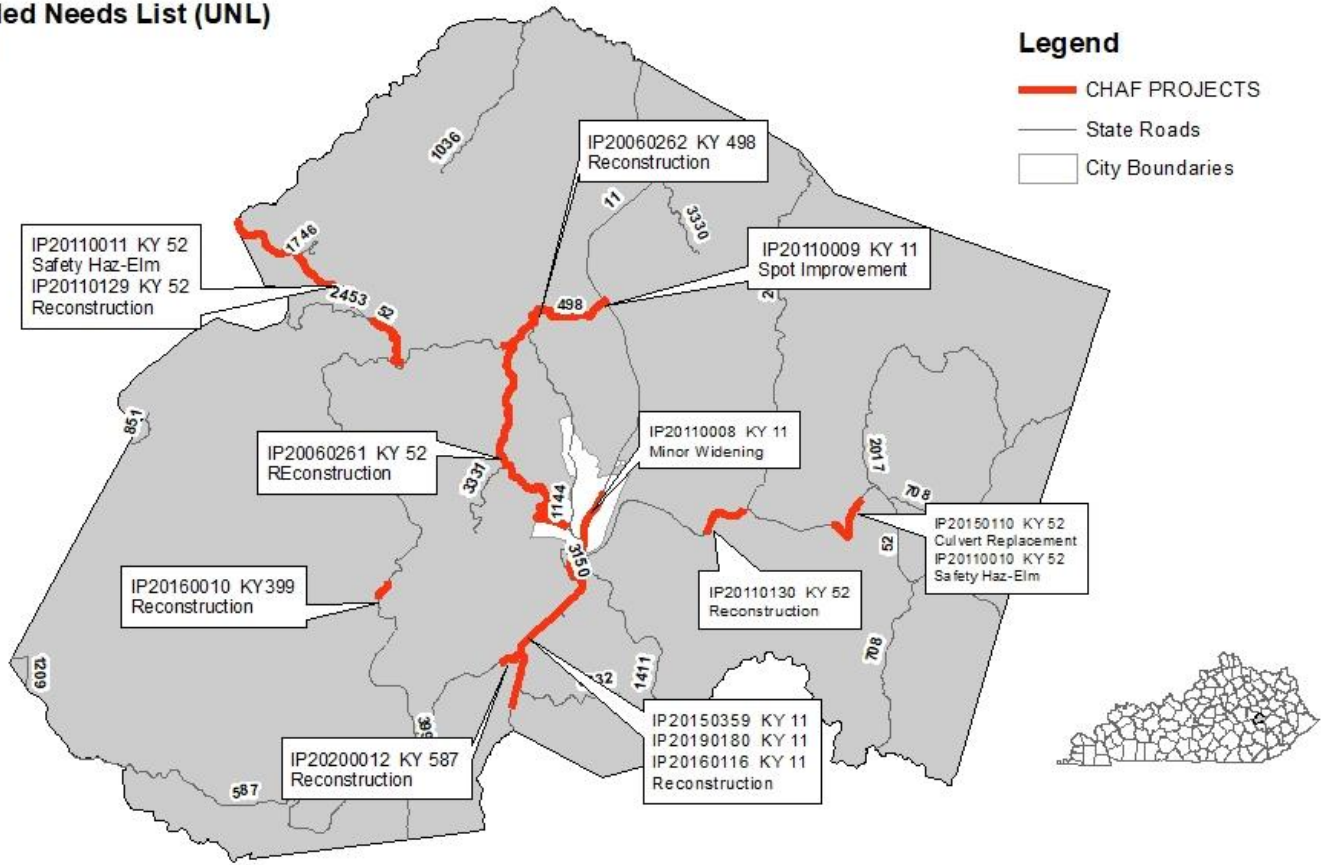 ded Needs List (UNL)
Legend
CHAF PROJECTS
State Roads
City Boundaries
1036
IP20060262 KY 498
Reconstruction
11
3330
IP20110011 KY 52
Safety Haz-Elm
IP20110129 KY 52
Reconstruction
1746
IP20110009 KY 11
Spot Improvement
2453
52
498
851
IP20110008 KY 11
Minor Widening
IP20060261 KY 52
REconstruction
3331
1144
2017
708
IP20150110 KY 52
Culvert Replacement
IP20110010 KY 52
Safety Haz-Elm
52
3150
IP20160010 KY 399
Reconstruction
IP20110130 KY 52
Reconstruction
1209
1411
708
IP20150359 KY 11
IP20190180 KY 11
IP20160116 KY 11
Reconstruction
IP20200012 KY 587
Reconstruction
587